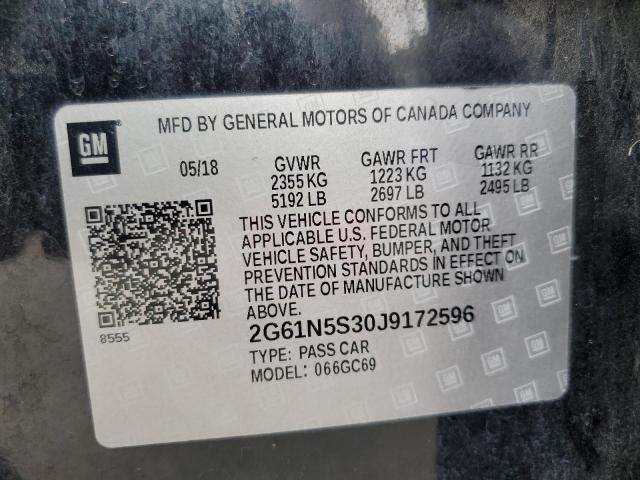 MFD BY GENERAL MOTORS OF CANADA COMPANY
GM
05/18 GVWR GAWR FRT GAWR RR
2355 KG 1223 KG 1132 KG
5192 LB 2697 LB 2495 LB
THIS VEHICLE CONFORMS TO ALL
APPLICABLE U.S. FEDERAL MOTOR
VEHICLE SAFETY, BUMPER, AND THEFT
PREVENTION STANDARDS IN EFFECT ON
THE DATE OF MANUFACTURE SHOWN
ABOVE.
8555
2G61N5S30J9172596
TYPE: PASS CAR
MODEL: 066GC69